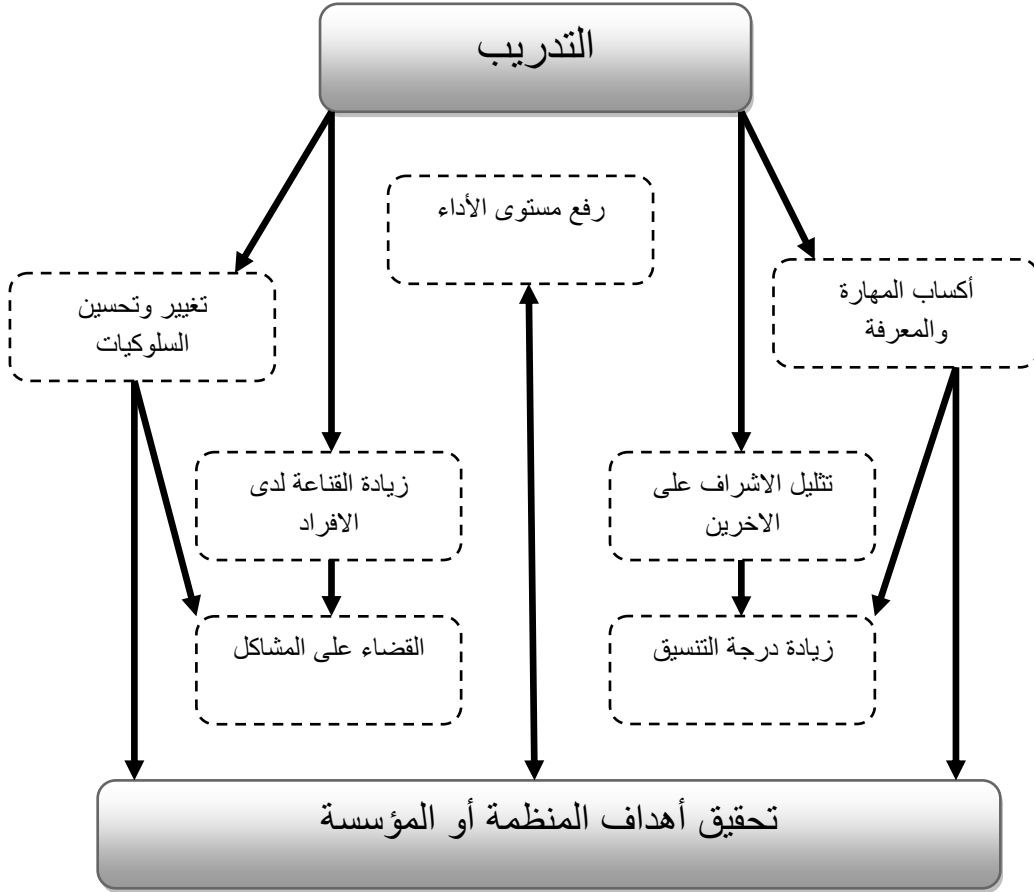 التدريب
رفع مستوى الأداء
أكساب المهارة
والمعرفة
تغيير وتحسين
السلوكيات
تثليل الاشراف على
الاخرين
زيادة القناعة لدى
الافراد
زيادة درجة التنسيق
القضاء على المشاكل
تحقيق أهداف المنظمة أو المؤسسة